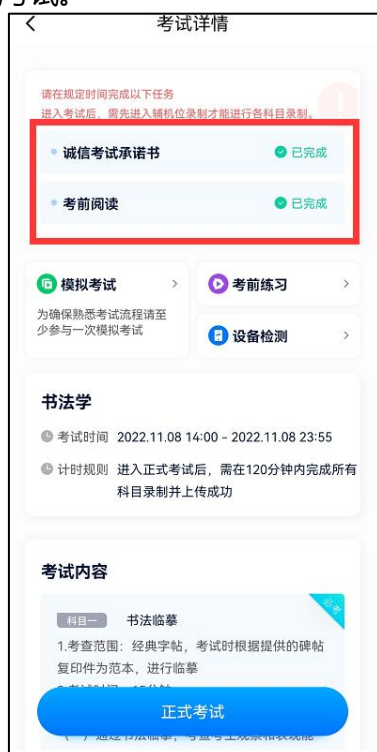 考试。
考试详情
请在规定时间完成以下任务
进入考试后，需先进入辅机位录制才能进行各科目录制。
诚信考试承诺书 已完成
考前阅读 已完成
模拟考试
为确保熟悉考试流程请至
少参与一次模拟考试
考前练习
设备检测
书法学
考试时间 2022.11.08 14:00 - 2022.11.08 23:55
计时规则 进入正式考试后，需在120分钟内完成所有
科目录制并上传成功
考试内容
必考
科目一 书法临摹
1.考查范围：经典字帖，考试时根据提供的碑帖
复印件为范本，进行临摹
正式考试